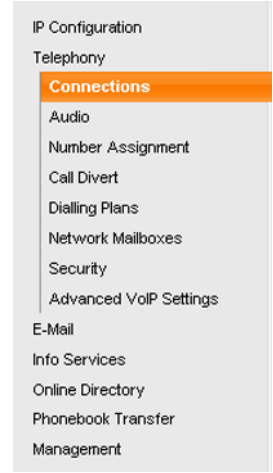 IP Configuration
Telephony
Connections
Audio
Number Assignment
Call Divert
Dialling Plans
Network Mailboxes
Security
Advanced VoIP Settings
E-Mail
Info Services
Online Directory
Phonebook Transfer
Management